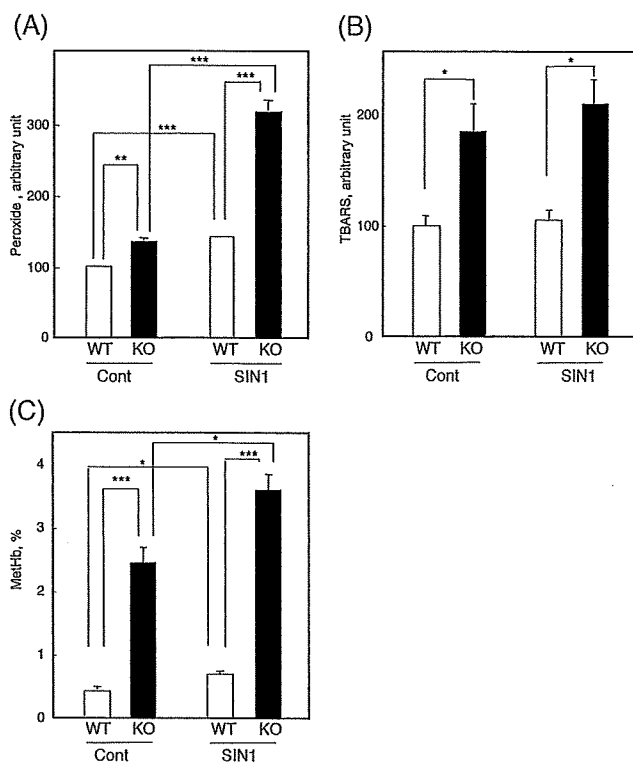 (A)
Peroxide , arbitrary unit
300
200
100
0
***
***
***
**
WT KO WT KO
Cont SIN1
(B)
TBARS, arbitrary unit
200
100
0
*
*
WT KO WT KO
Cont SIN1
(C)
MetHb, %
4
3
2
1
0
*
*
***
***
WT KO WT KO
Cont SIN1